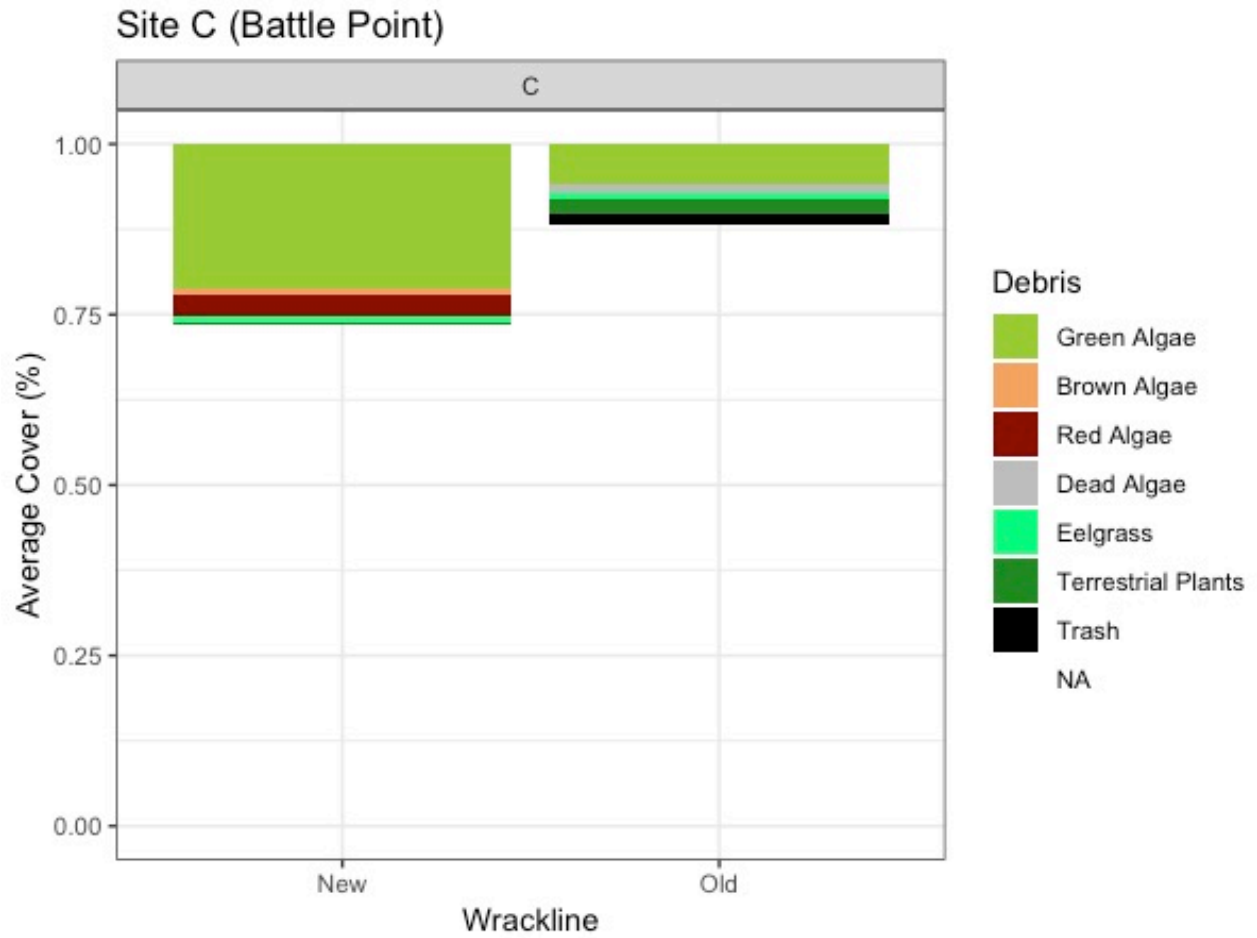 Site C (Battle Point)
C
1.00
0.75
0.50
0.25
0.00
Average Cover (%)
New
Old
Wrackline
Debris
Green Algae
Brown Algae
Red Algae
Dead Algae
Eelgrass
Terrestrial Plants
Trash
NA